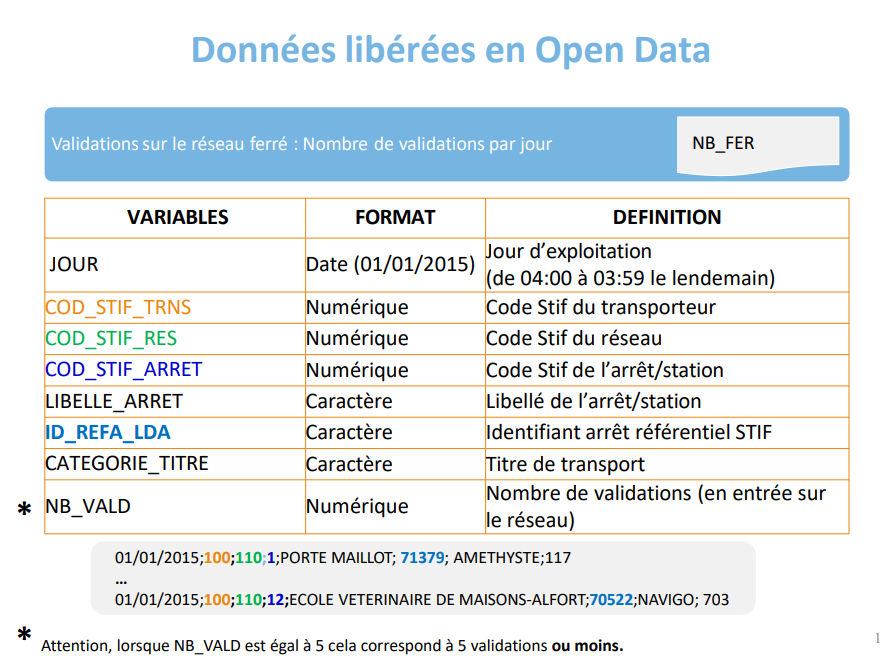 Données libérées en Open Data
Validations sur le réseau ferré : Nombre de validations par jour
NB_FER
VARIABLES FORMAT DEFINITION
JOUR Date (01/01/2015) Jour d’exploitation
(de 04:00 à 03:59 le lendemain)
COD_STIF_TRNS Numérique Code Stif du transporteur
COD_STIF_RES Numérique Code Stif du réseau
COD_STIF_ARRET Numérique Code Stif de l’arrêt/station
LIBELLE_ARRET Caractère Libellé de l’arrêt/station
ID_REFA_LDA Caractère Identifiant arrêt référentiel STIF
CATEGORIE_TITRE Caractère Titre de transport
* NB_VALD Numérique Nombre de validations (en entrée sur
le réseau)
01/01/2015;100;110;1;PORTE MAILLOT; 71379; AMETHYSTE;117
...
01/01/2015;100;110;12;ECOLE VETERINAIRE DE MAISONS-ALFORT;70522;NAVIGO; 703
* Attention, lorsque NB_VALD est égal à 5 cela correspond à 5 validations ou moins.
1